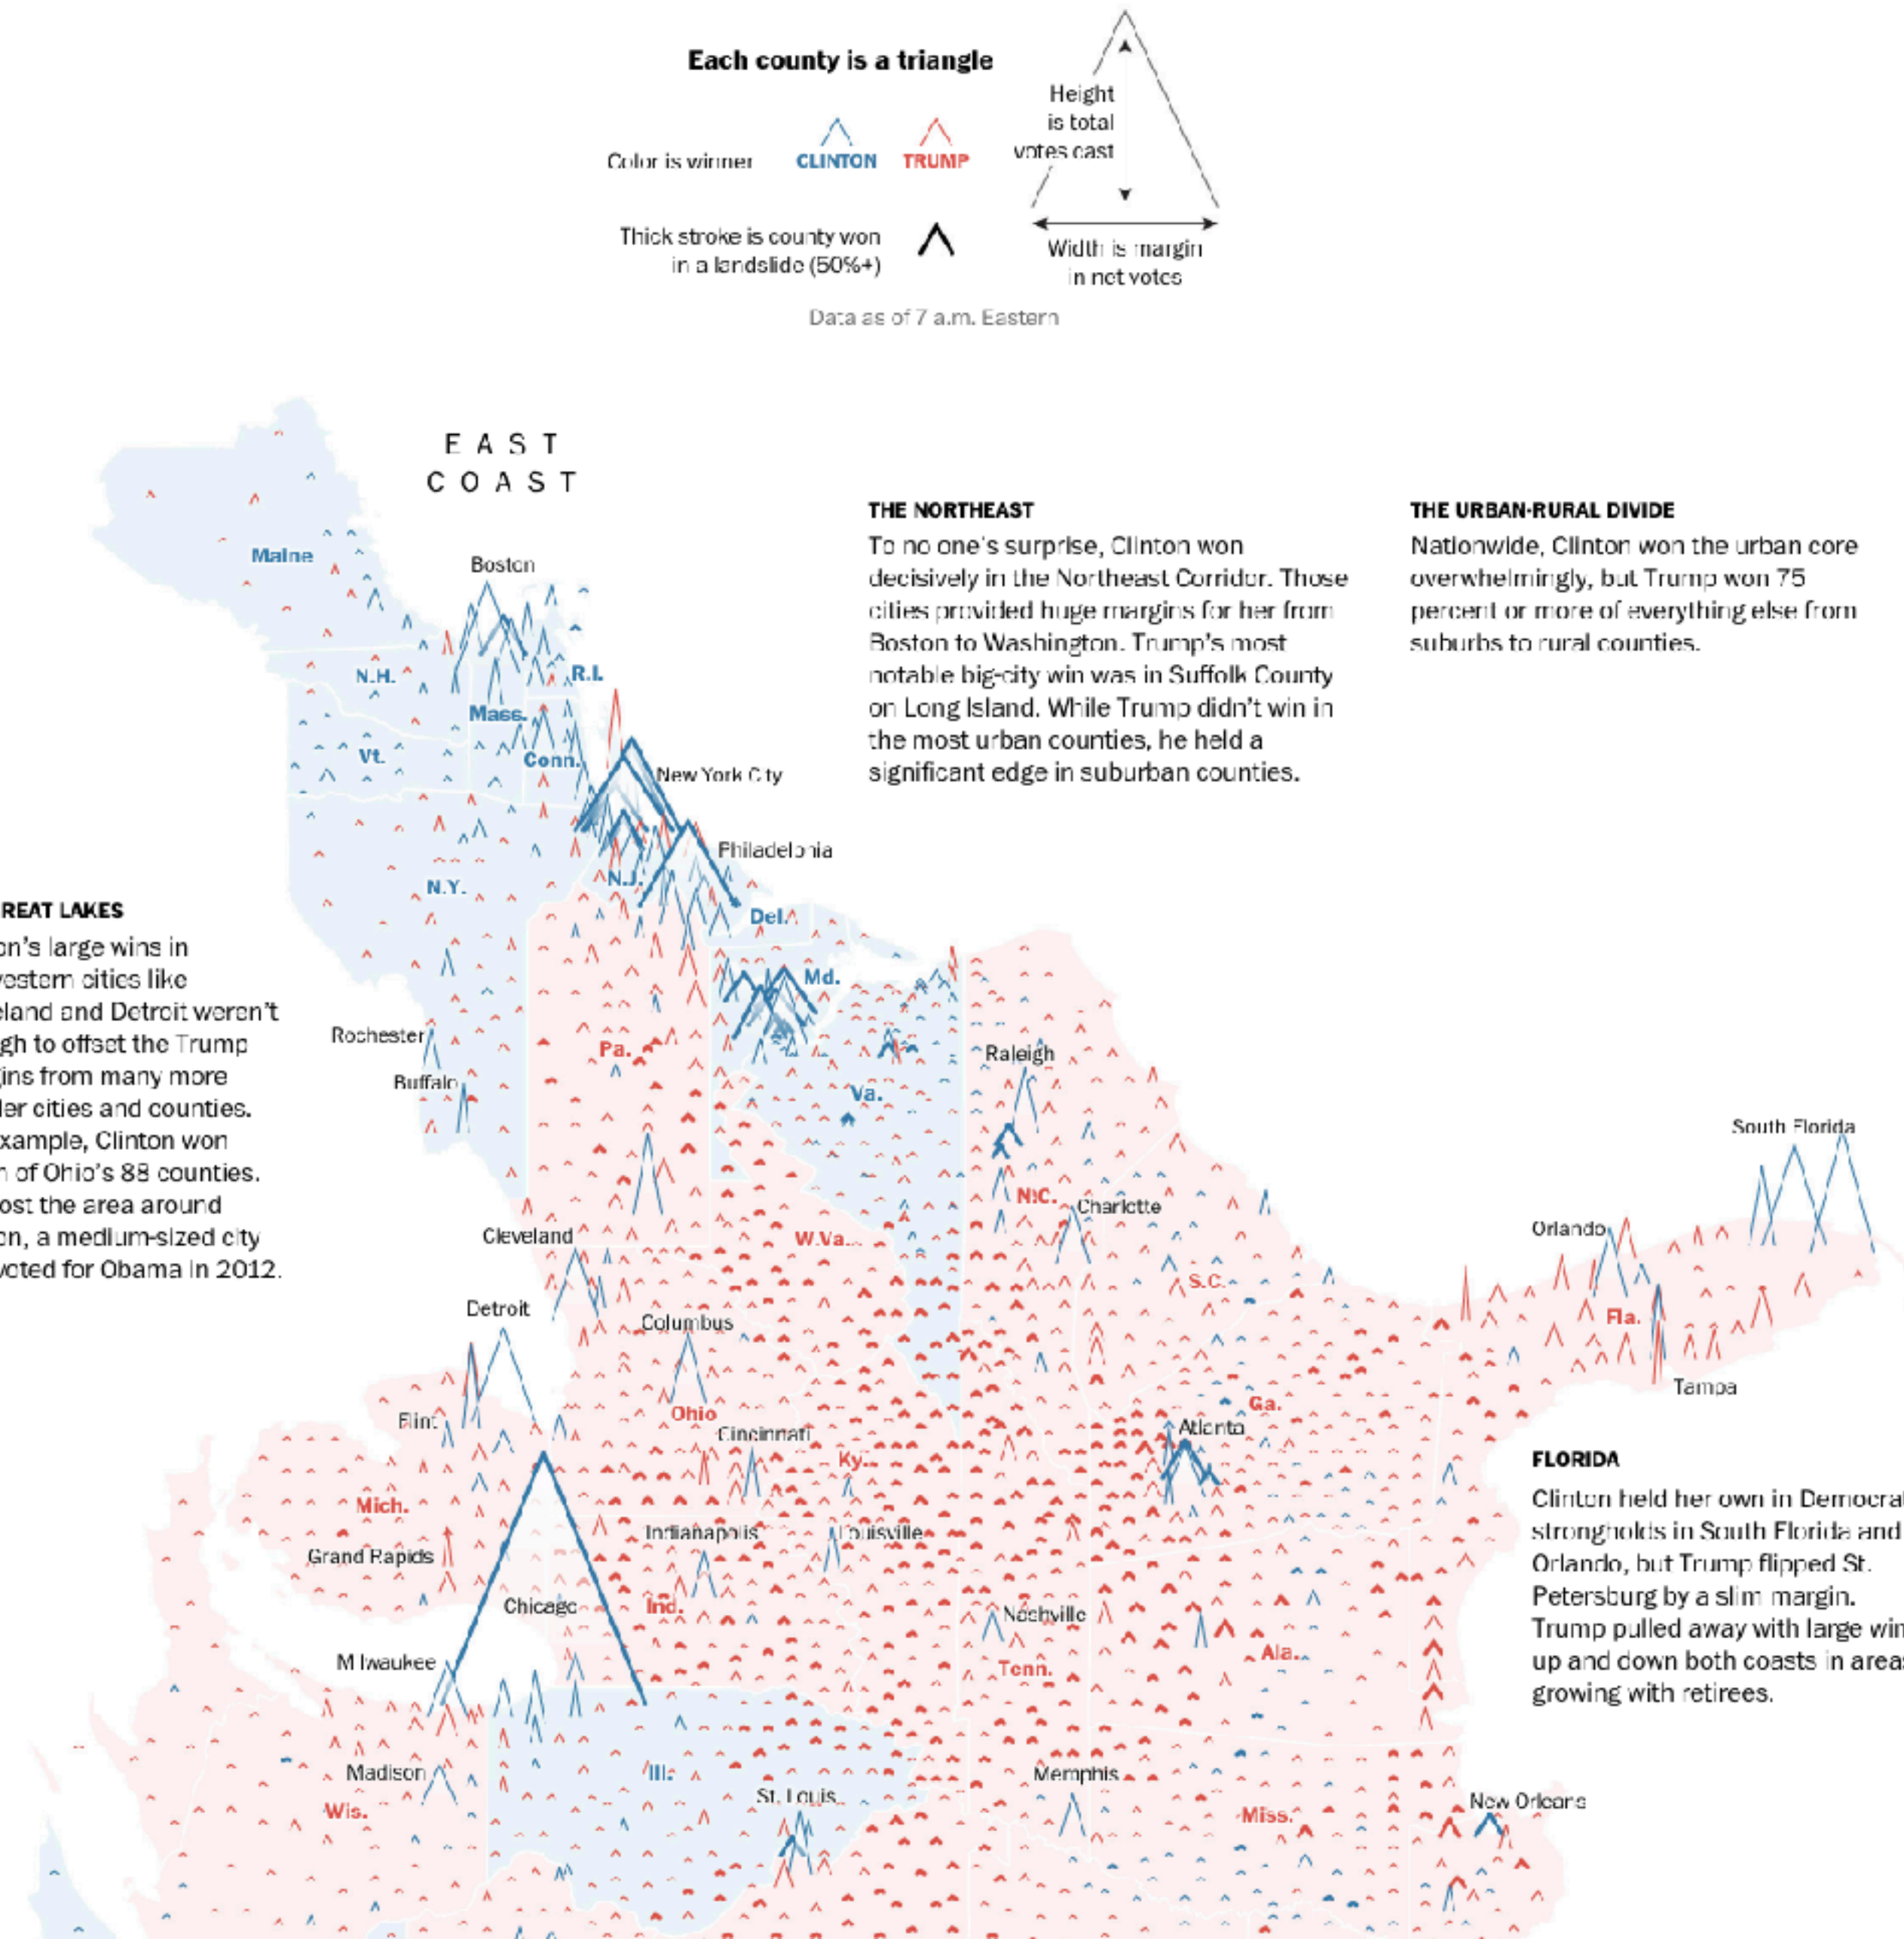 Each county is a triangle
Color is winner
CLINTON
TRUMP
Height
is total
votes cast
Thick stroke is county won
in a landslide (50%+)
Width is margin
in net votes
Data as of 7 a.m. Eastern
EAST
COAST
THE NORTHEAST
To no one's surprise, Clinton won
decisively in the Northeast Corridor. Those
cities provided huge margins for her from
Boston to Washington. Trump's most
notable big-city win was in Suffolk County
on Long Island. While Trump didn't win in
the most urban counties, he held a
significant edge in suburban counties.
THE URBAN-RURAL DIVIDE
Nationwide, Clinton won the urban core
overwhelmingly, but Trump won 75
percent or more of everything else from
suburbs to rural counties.
Maine
Boston
N.H.
R.I.
Mass.
Vt.
Conn.
New York City
Philadelphia
N.Y.
N.J.
Del.
REAT LAKES
on's large wins in
estern cities like
eland and Detroit weren't
gh to offset the Trump
gins from many more
ler cities and counties.
xample, Clinton won
n of Ohio's 88 counties.
ost the area around
on, a medium-sized city
voted for Obama in 2012.
Md.
Rochester
Pa.
Raleigh
Buffalo
Va.
South Florida
N.C.
Charlotte
Cleveland
W.Va.
Orlando
S.C.
Detroit
Columbus
Fla.
Tampa
Flint
Ohio
Cincinnati
Ga.
Atlanta
Ky.
Mich.
Indianapolis
Louisville
Grand Rapids
Chicago
Ind.
Nashville
Milwaukee
Tenn.
Ala.
FLORIDA
Clinton held her own in Democrat
strongholds in South Florida and
Orlando, but Trump flipped St.
Petersburg by a slim margin.
Trump pulled away with large win
up and down both coasts in areas
growing with retirees.
Madison
Ill.
Memphis
St. Louis
Wis.
Miss.
New Orleans